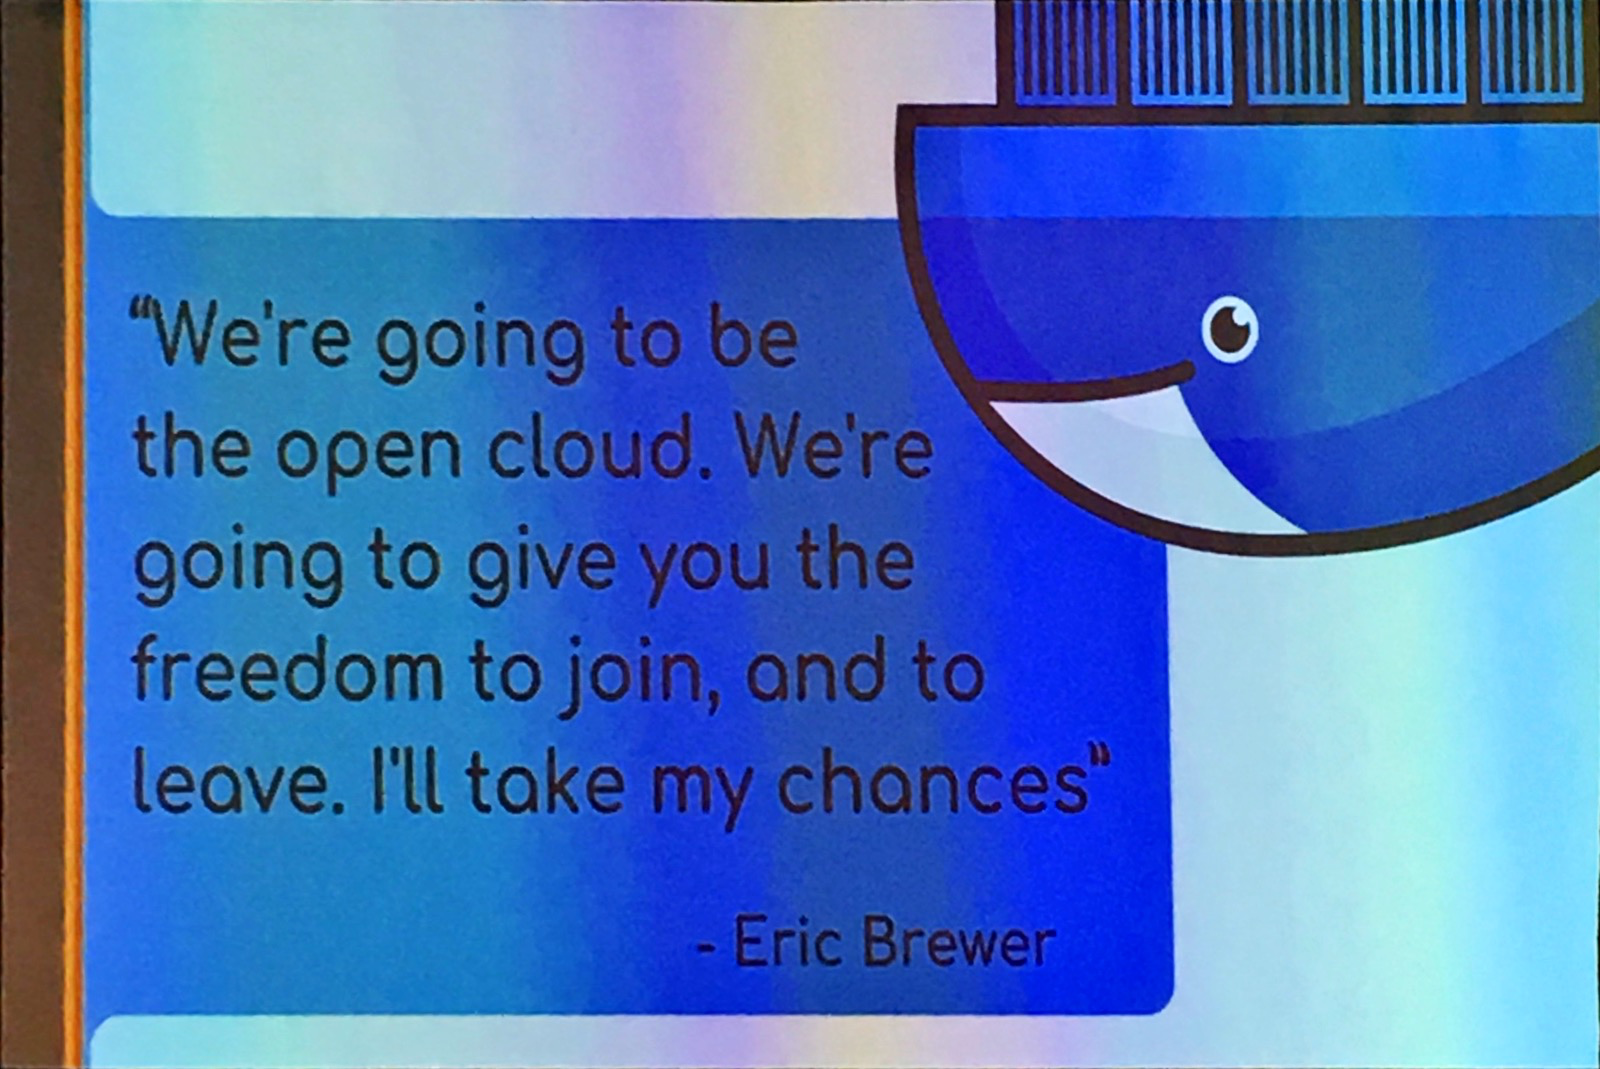 “We're going to be
the open cloud. We're
going to give you the
freedom to join, and to
leave. I'll take my chances”
- Eric Brewer